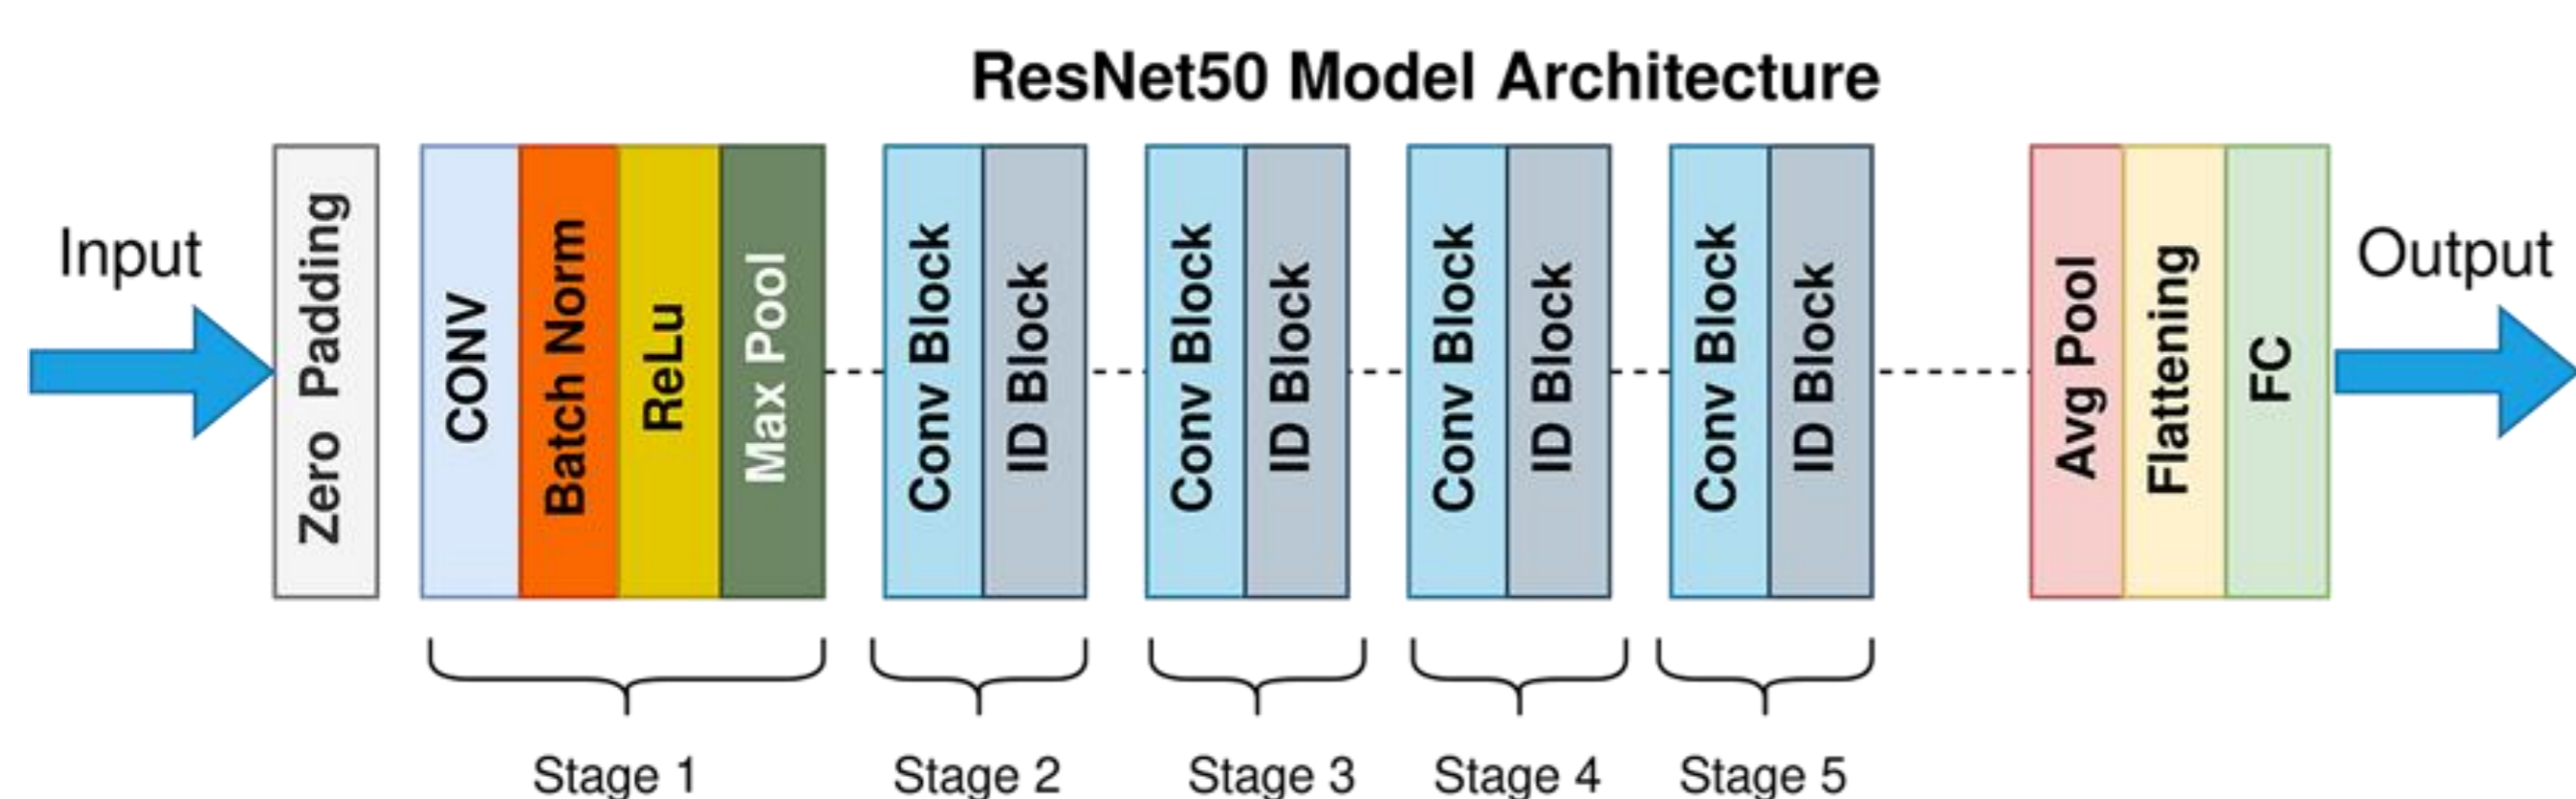 ResNet50 Model Architecture
Input
Zero Padding
CONV
Batch Norm
ReLu
Max Pool
Conv Block
ID Block
Conv Block
ID Block
Conv Block
ID Block
Conv Block
ID Block
Avg Pool
Flattening
FC
Output
Stage 1
Stage 2
Stage 3
Stage 4
Stage 5